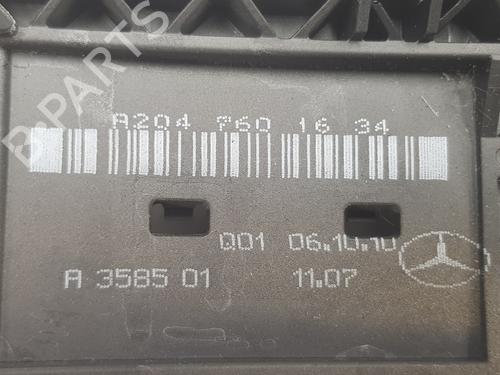 B-PARTS
A204 760 16 34
Q01 06.10.10
A 3585 01 11.07